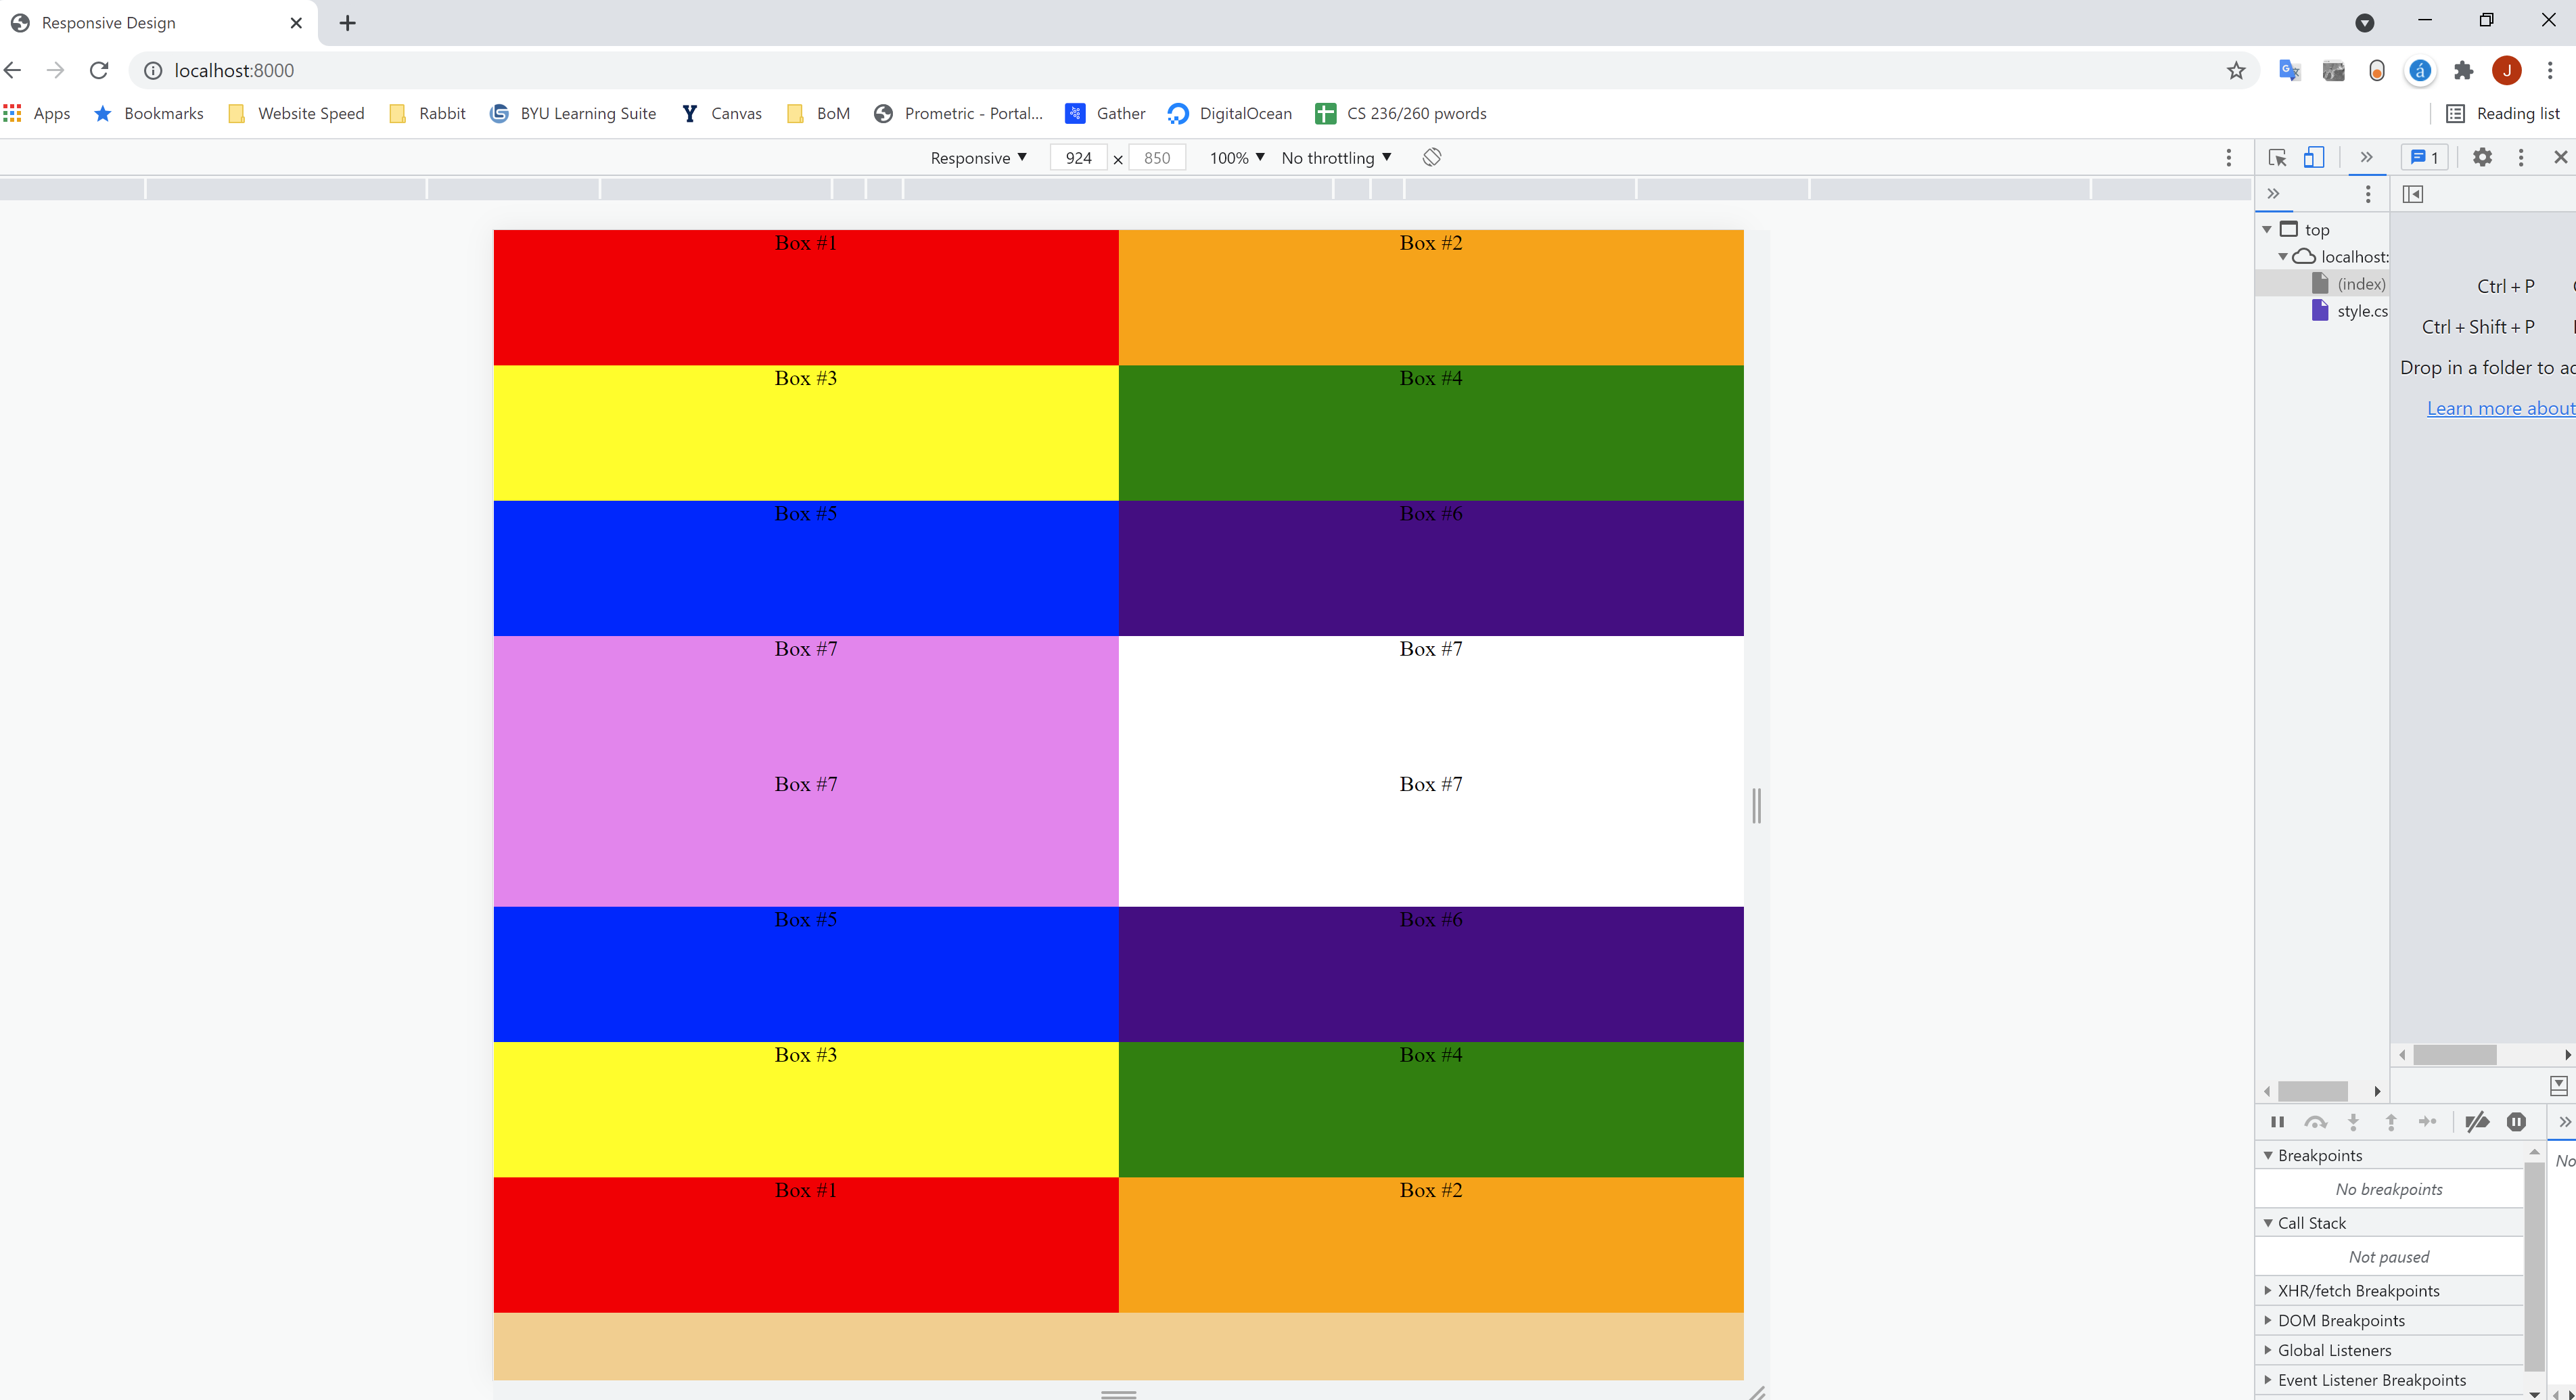 Responsive Design
localhost:8000
Apps Bookmarks Website Speed Rabbit BYU Learning Suite Canvas BoM Prometric - Portal... Gather DigitalOcean CS 236/260 pwords Reading list
Responsive 924 × 850 100% No throttling 1
top
localhost:
(index)
style.cs
Ctrl + P
Ctrl + Shift + P
Drop in a folder to ad
Learn more about
Box #1 Box #2
Box #3 Box #4
Box #5 Box #6
Box #7 Box #7
Box #7 Box #7
Box #5 Box #6
Box #3 Box #4
Box #1 Box #2
Breakpoints
No breakpoints
Call Stack
Not paused
XHR/fetch Breakpoints
DOM Breakpoints
Global Listeners
Event Listener Breakpoints
No
J